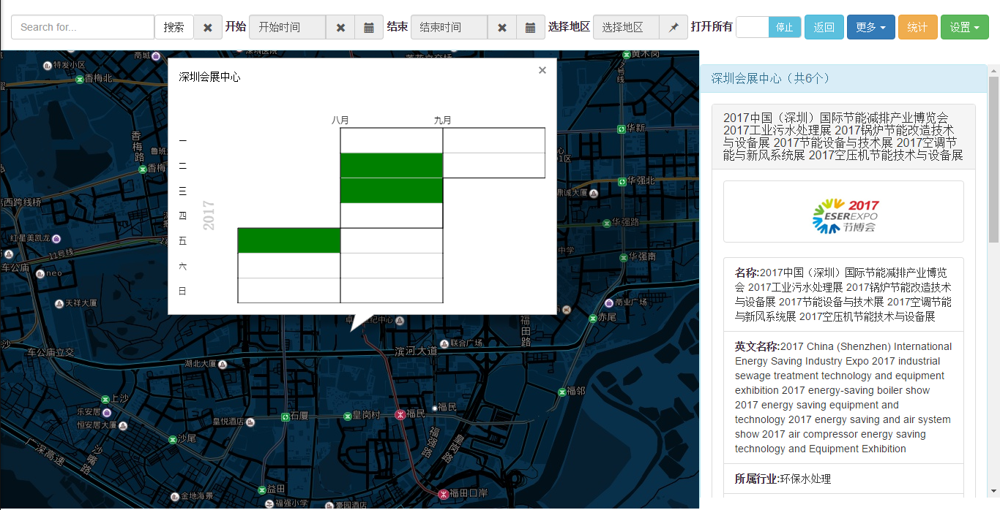 Search for... 搜索 开始 开始时间 结束 结束时间 选择地区 选择地区 打开所有 停止 返回 更多 统计 设置
深圳会展中心
八月 九月
一
二
三
四
五
六
日
2017
商城
特发小区
香梅北
香梅路
香梅
红星美凯龙
11号线
车公庙
neo
天祥大厦
车公庙立交
湖北大厦
上沙
乐安居
恒安居大厦
沙尾
广深高速
沙嘴路
金地海景
皇悦酒店
石厦
皇岗村
福民
福民
福强路
皇岗路
益田
福强小学
豪园酒店
福田口岸
滨河大道
联合广场
福田路
福邻
赤尾
商业广场
华强南
华强路
华强北
华新
黄木岗
鼎诚大厦
深圳会展中心（共6个）
2017中国（深圳）国际节能减排产业博览会
2017工业污水处理展 2017锅炉节能改造技术
与设备展 2017节能设备与技术展 2017空调节
能与新风系统展 2017空压机节能技术与设备展
2017
ESEREXPO
节博会
名称:2017中国（深圳）国际节能减排产业博览
会 2017工业污水处理展 2017锅炉节能改造技术
与设备展 2017节能设备与技术展 2017空调节能
与新风系统展 2017空压机节能技术与设备展
英文名称:2017 China (Shenzhen) International
Energy Saving Industry Expo 2017 industrial
sewage treatment technology and equipment
exhibition 2017 energy-saving boiler show
2017 energy saving equipment and
technology 2017 energy saving and air system
show 2017 air compressor energy saving
technology and Equipment Exhibition
所属行业:环保水处理